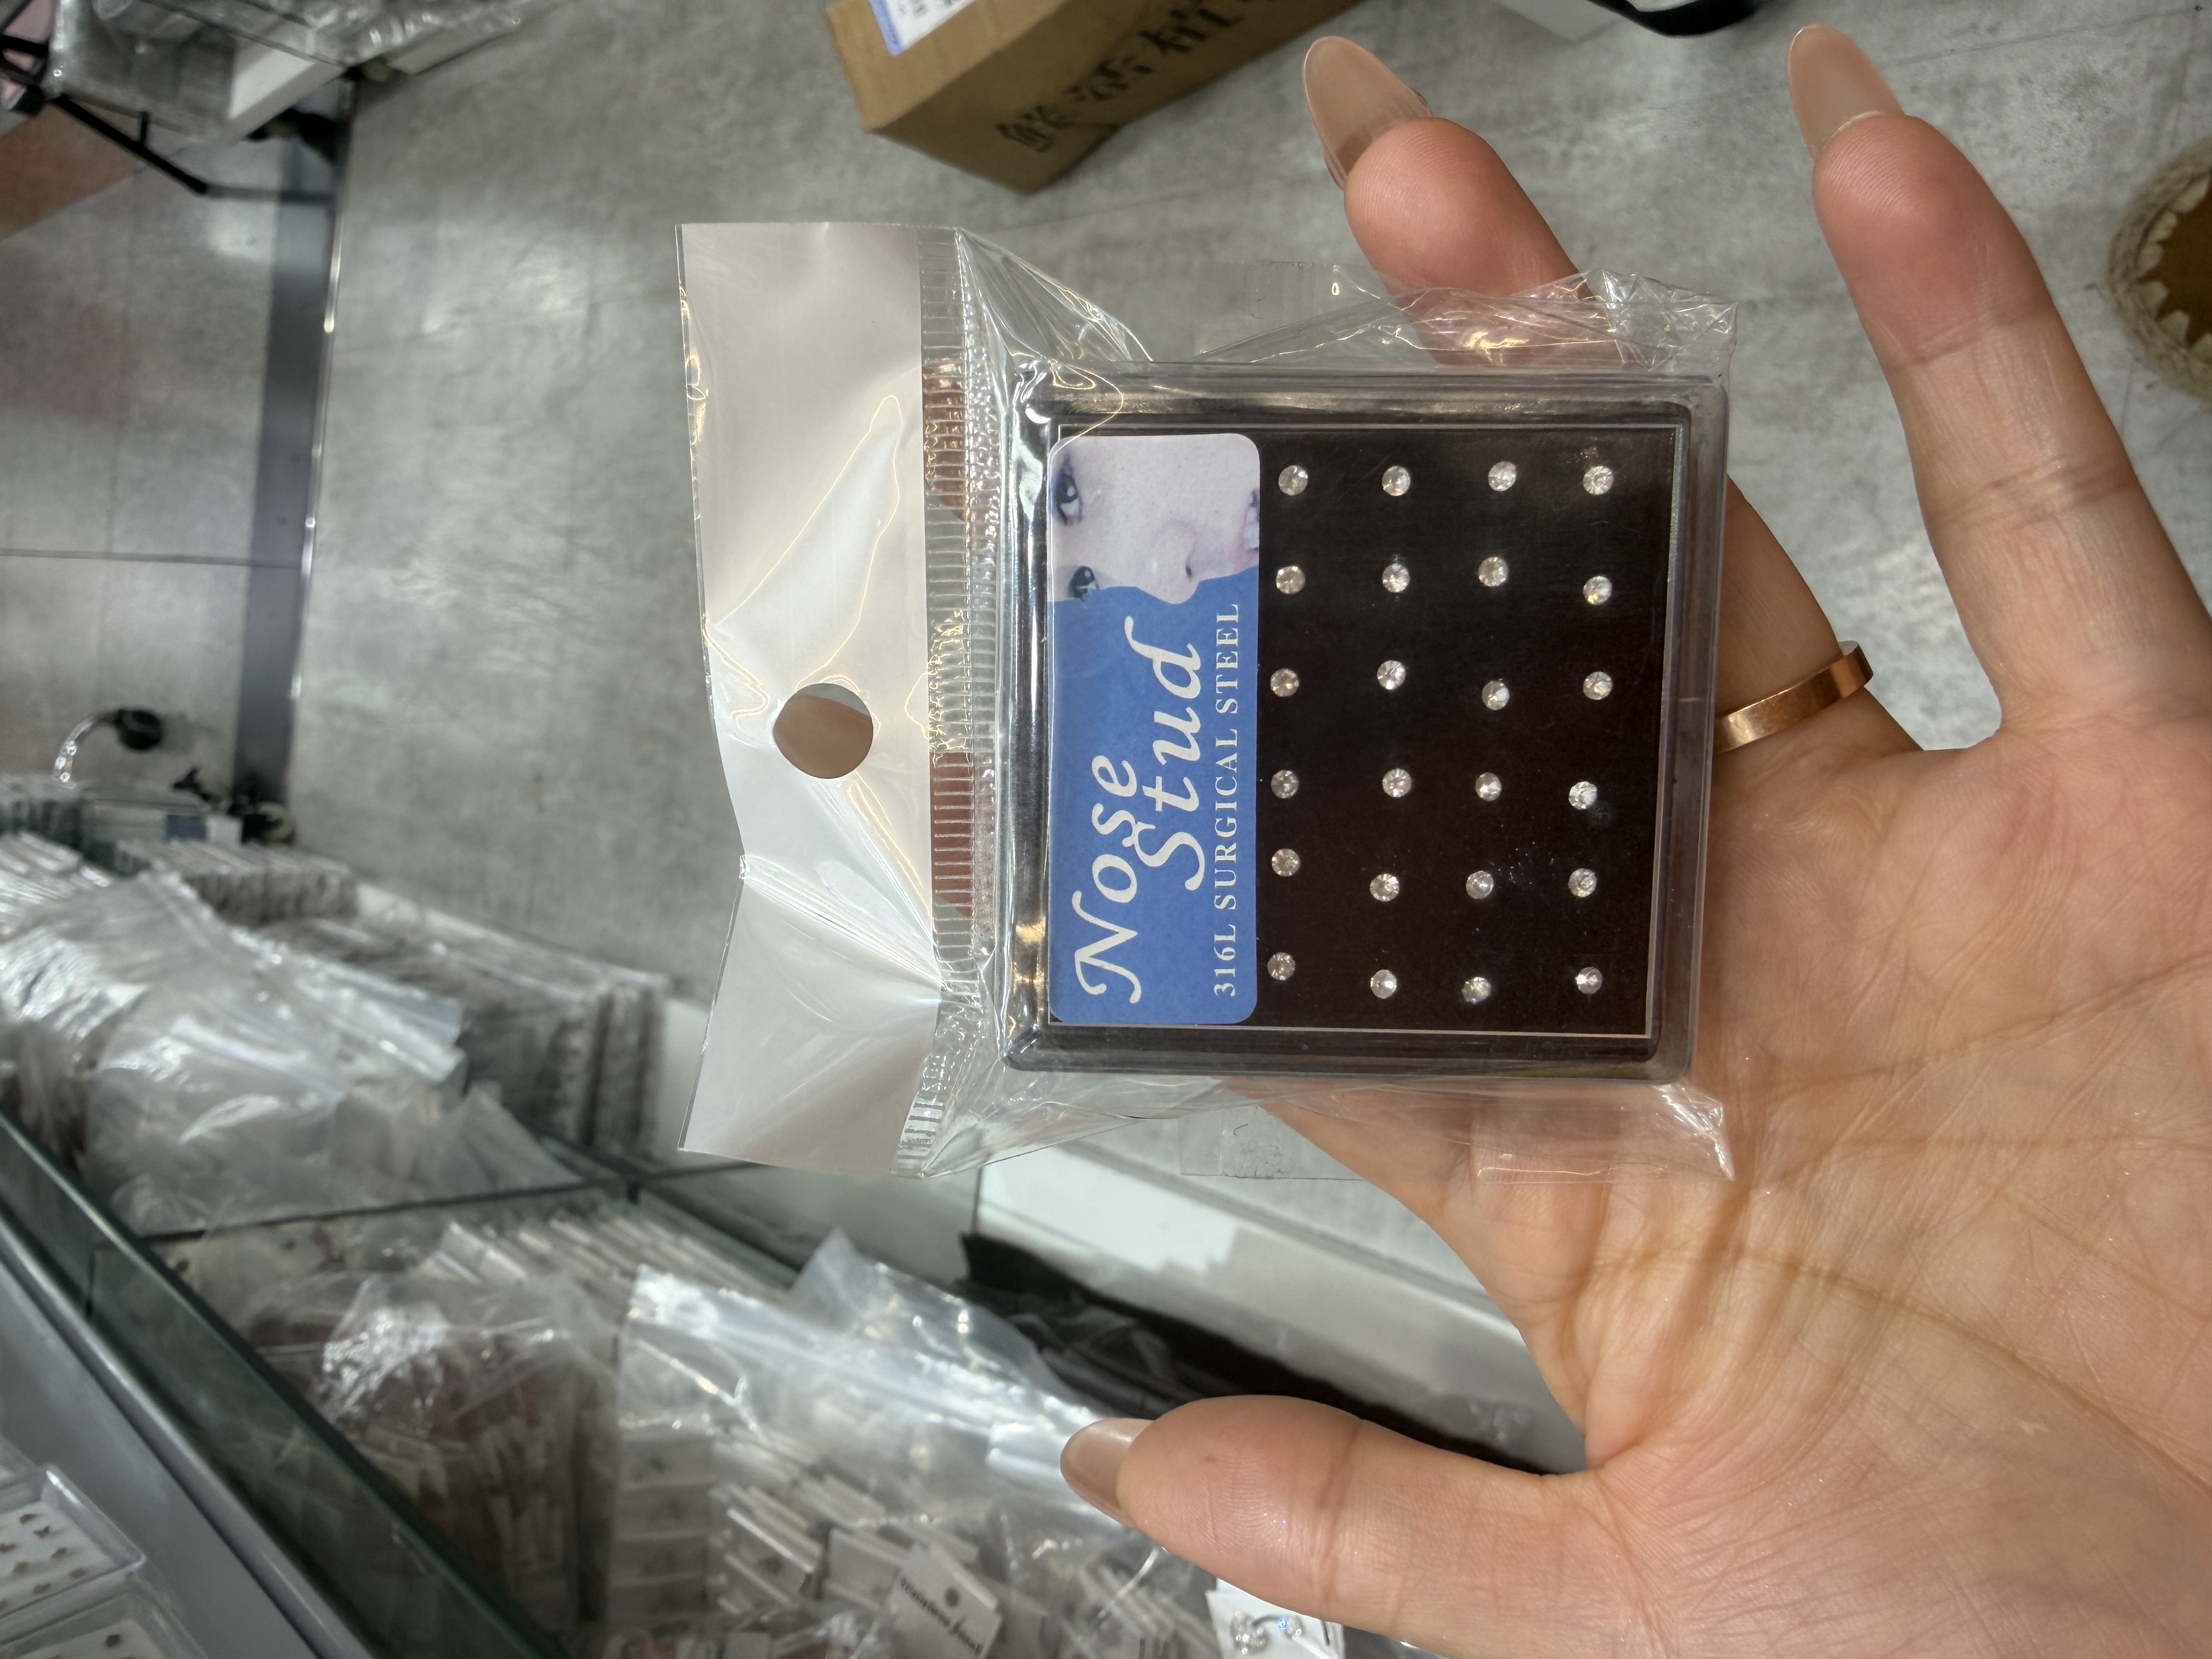 Nose
Stud
316L SURGICAL STEEL